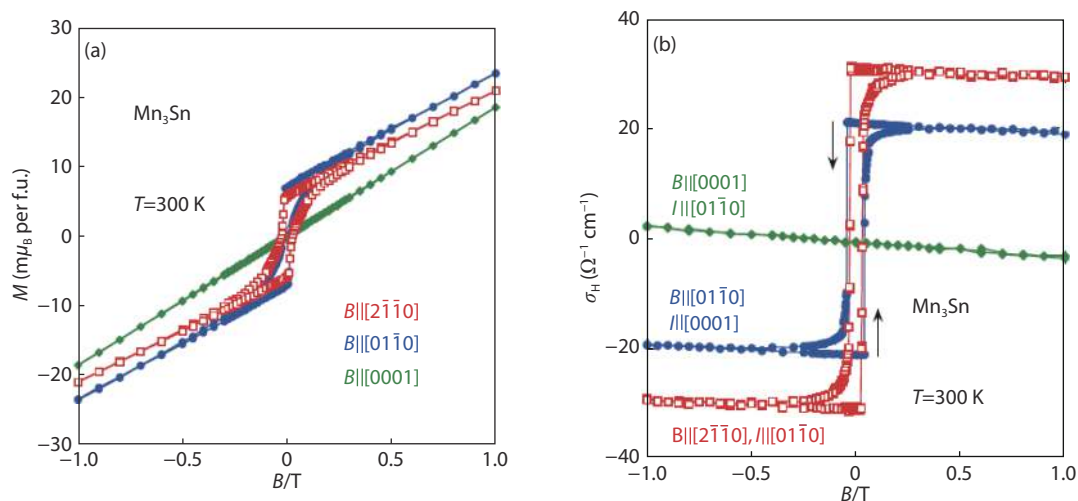 (a)
Mn₃Sn
T=300 K
B||[2̄1̄10]
B||[011̄0]
B||[0001]
M (mμB per f.u.)
30
20
10
0
−10
−20
−30
−1.0
−0.5
0
0.5
1.0
B/T
(b)
B||[0001]
I||[011̄0]
B||[011̄0]
I||[0001]
Mn₃Sn
T=300 K
B||[21̄1̄0], I||[011̄0]
σH (Ω⁻¹ cm⁻¹)
40
20
0
−20
−40
−1.0
−0.5
0
0.5
1.0
B/T